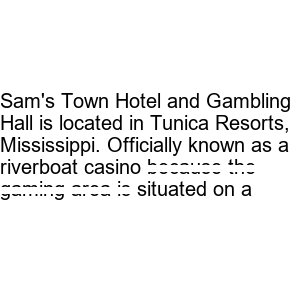 Sam's Town Hotel and Gambling
Hall is located in Tunica Resorts,
Mississippi. Officially known as a
riverboat casino because the
gaming area is situated on a